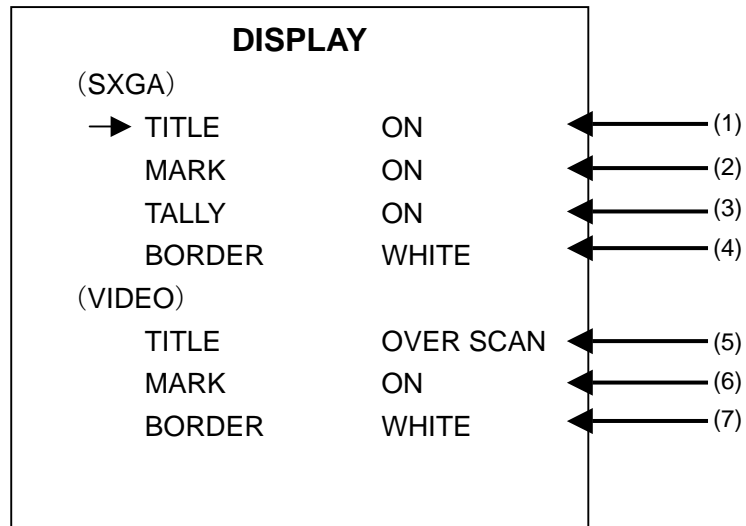 DISPLAY
（SXGA）
TITLE ON (1)
MARK ON (2)
TALLY ON (3)
BORDER WHITE (4)
（VIDEO）
TITLE OVER SCAN (5)
MARK ON (6)
BORDER WHITE (7)